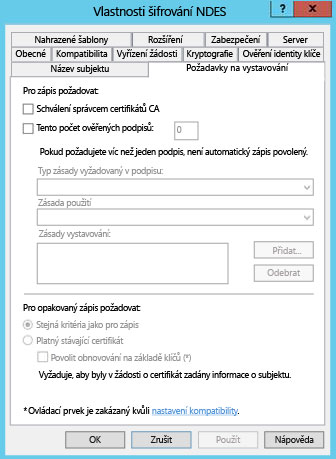 Vlastnosti šifrování NDES
?
x
Nahrazené šablony Rozšíření Zabezpečení Server
Obecné Kompatibilita Vyřízení žádosti Kryptografie Ověření identity klíče
Název subjektu Požadavky na vystavování
Pro zápis požadovat:
Schválení správcem certifikátů CA
Tento počet ověřených podpisů: 0
Pokud požadujete víc než jeden podpis, není automatický zápis povolený.
Typ zásady vyžadovaný v podpisu:
Zásada použití
Zásady vystavování:
Přidat...
Odebrat
Pro opakovaný zápis požadovat:
Stejná kritéria jako pro zápis
Platný stávající certifikát
Povolit obnovování na základě klíčů (*)
Vyžaduje, aby byly v žádosti o certifikát zadány informace o subjektu.
* Ovládací prvek je zakázaný kvůli nastavení kompatibility.
OK Zrušit Použít Nápověda